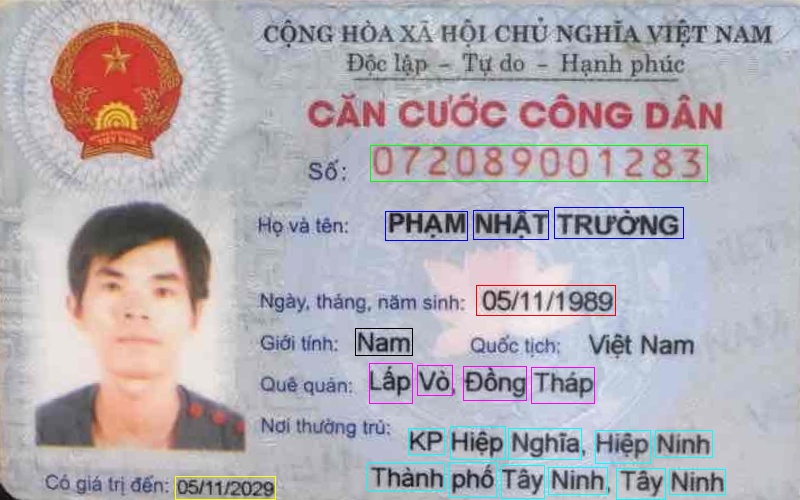 CỘNG HÒA XÃ HỘI CHỦ NGHĨA VIỆT NAM
Độc lập - Tự do - Hạnh phúc
CĂN CƯỚC CÔNG DÂN
Số: 072089001283
Họ và tên: PHẠM NHẬT TRƯỜNG
Ngày, tháng, năm sinh: 05/11/1989
Giới tính: Nam Quốc tịch: Việt Nam
Quê quán: Lấp Vò, Đồng Tháp
Nơi thường trú:
KP Hiệp Nghĩa, Hiệp Ninh
Thành phố Tây Ninh, Tây Ninh
Có giá trị đến: 05/11/2029